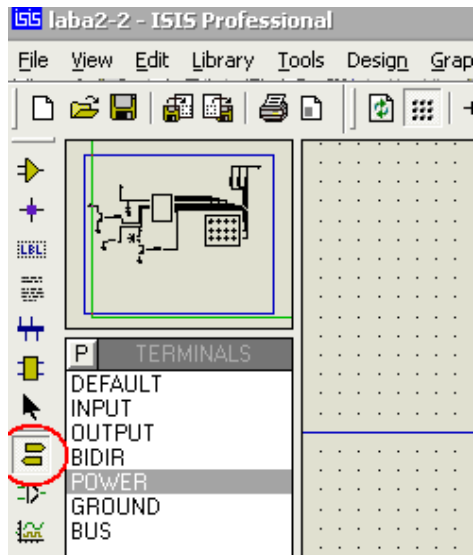 isis laba2-2 - ISIS Professional
File View Edit Library Tools Design Grap
LBL
P TERMINALS
DEFAULT
INPUT
OUTPUT
BIDIR
POWER
GROUND
BUS